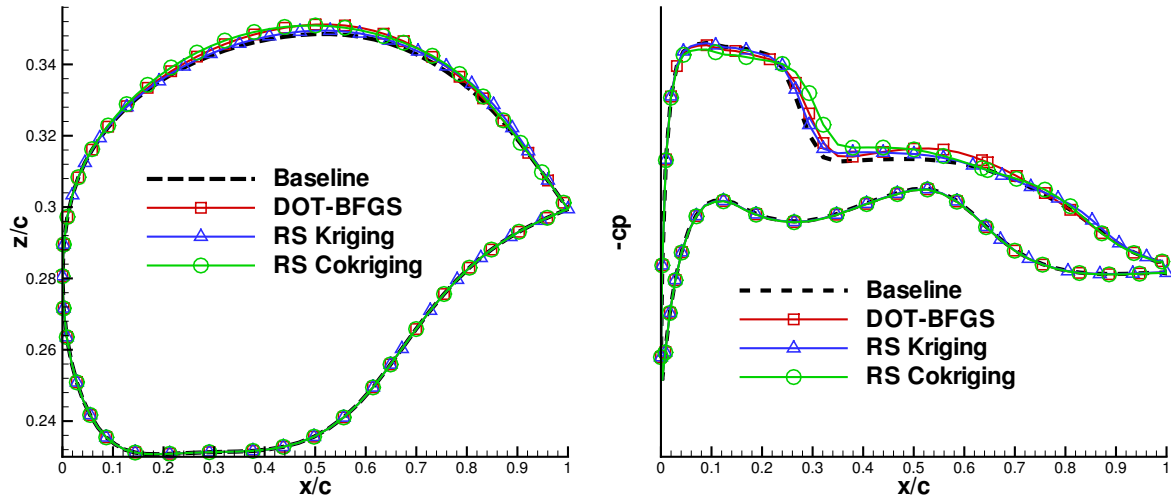 0.34
0.32
0.3
0.28
0.26
0.24
z/c
Baseline
DOT-BFGS
RS Kriging
RS Cokriging
0 0.1 0.2 0.3 0.4 0.5 0.6 0.7 0.8 0.9 1
x/c
-cp
Baseline
DOT-BFGS
RS Kriging
RS Cokriging
0 0.1 0.2 0.3 0.4 0.5 0.6 0.7 0.8 0.9 1
x/c